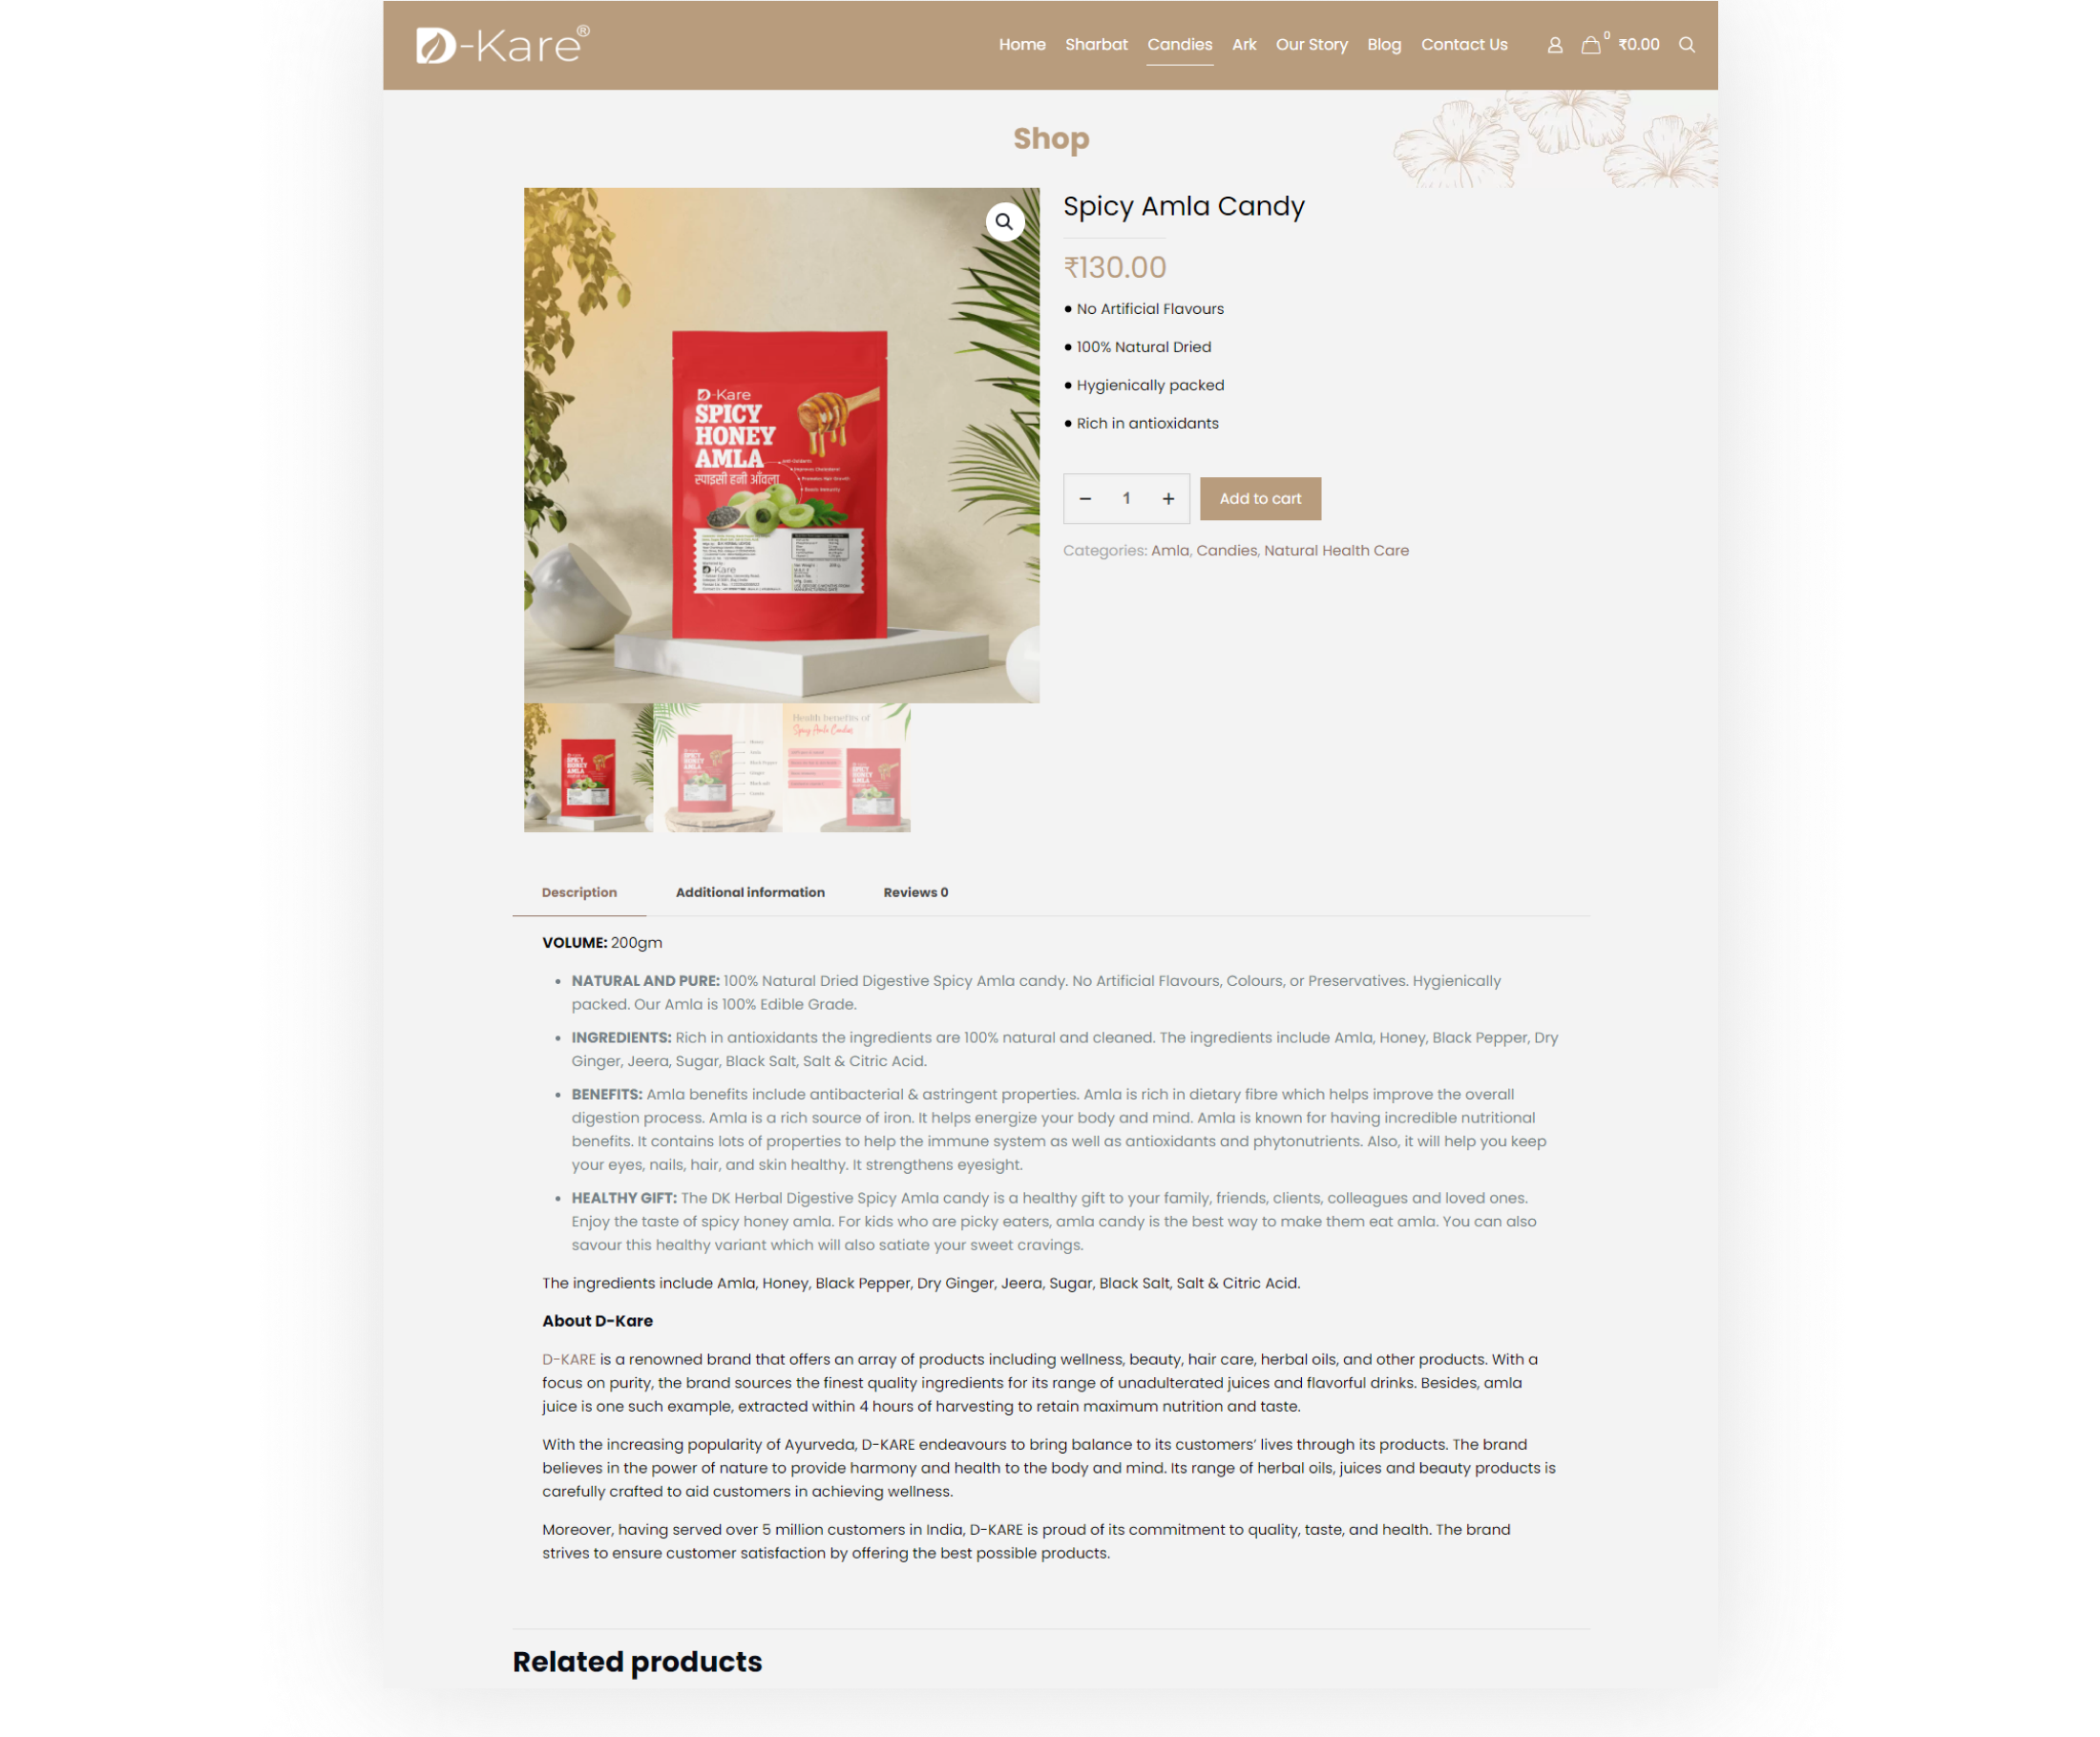 D-Kare®
Home Sharbat Candies Ark Our Story Blog Contact Us 0 ₹0.00
Shop
Spicy Amla Candy
₹130.00
● No Artificial Flavours
● 100% Natural Dried
● Hygienically packed
● Rich in antioxidants
− 1 + Add to cart
Categories: Amla, Candies, Natural Health Care
D-Kare
SPICY
HONEY
AMLA
स्पाइसी हनी आँवला
D-Kare
Health benefits of
Spicy Amla Candies
SPICY
HONEY
AMLA
Description Additional information Reviews 0
VOLUME: 200gm
• NATURAL AND PURE: 100% Natural Dried Digestive Spicy Amla candy. No Artificial Flavours, Colours, or Preservatives. Hygienically
packed. Our Amla is 100% Edible Grade.
• INGREDIENTS: Rich in antioxidants the ingredients are 100% natural and cleaned. The ingredients include Amla, Honey, Black Pepper, Dry
Ginger, Jeera, Sugar, Black Salt, Salt & Citric Acid.
• BENEFITS: Amla benefits include antibacterial & astringent properties. Amla is rich in dietary fibre which helps improve the overall
digestion process. Amla is a rich source of iron. It helps energize your body and mind. Amla is known for having incredible nutritional
benefits. It contains lots of properties to help the immune system as well as antioxidants and phytonutrients. Also, it will help you keep
your eyes, nails, hair, and skin healthy. It strengthens eyesight.
• HEALTHY GIFT: The DK Herbal Digestive Spicy Amla candy is a healthy gift to your family, friends, clients, colleagues and loved ones.
Enjoy the taste of spicy honey amla. For kids who are picky eaters, amla candy is the best way to make them eat amla. You can also
savour this healthy variant which will also satiate your sweet cravings.
The ingredients include Amla, Honey, Black Pepper, Dry Ginger, Jeera, Sugar, Black Salt, Salt & Citric Acid.
About D-Kare
D-KARE is a renowned brand that offers an array of products including wellness, beauty, hair care, herbal oils, and other products. With a
focus on purity, the brand sources the finest quality ingredients for its range of unadulterated juices and flavorful drinks. Besides, amla
juice is one such example, extracted within 4 hours of harvesting to retain maximum nutrition and taste.
With the increasing popularity of Ayurveda, D-KARE endeavours to bring balance to its customers’ lives through its products. The brand
believes in the power of nature to provide harmony and health to the body and mind. Its range of herbal oils, juices and beauty products is
carefully crafted to aid customers in achieving wellness.
Moreover, having served over 5 million customers in India, D-KARE is proud of its commitment to quality, taste, and health. The brand
strives to ensure customer satisfaction by offering the best possible products.
Related products